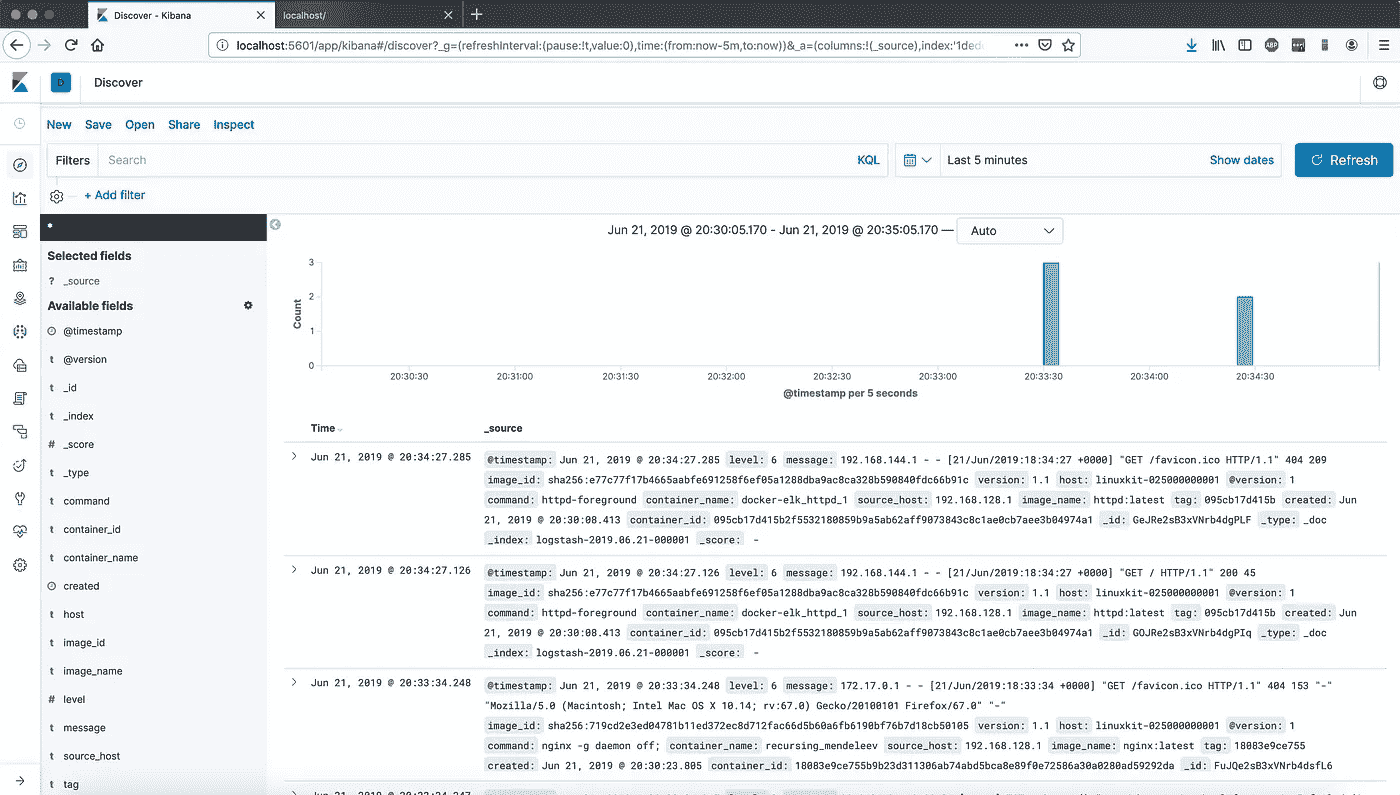 Discover - Kibana
localhost/
localhost:5601/app/kibana#/discover?_g=(refreshInterval:(pause:!t,value:0),time:(from:now-5m,to:now))&_a=(columns:!(_source),index:'1ded
ABP
D
Discover
New Save Open Share Inspect
Filters Search KQL
Last 5 minutes Show dates
Refresh
+ Add filter
Jun 21, 2019 @ 20:30:05.170 - Jun 21, 2019 @ 20:35:05.170 — Auto
Selected fields
? _source
Available fields
@timestamp
t @version
t _id
t _index
# _score
t _type
t command
t container_id
t container_name
created
t host
t image_id
t image_name
# level
t message
t source_host
t tag
Count
3
2
1
0
20:30:30 20:31:00 20:31:30 20:32:00 20:32:30 20:33:00 20:33:30 20:34:00 20:34:30
@timestamp per 5 seconds
Time _source
Jun 21, 2019 @ 20:34:27.285 @timestamp: Jun 21, 2019 @ 20:34:27.285 level: 6 message: 192.168.144.1 - - [21/Jun/2019:18:34:27 +0000] "GET /favicon.ico HTTP/1.1" 404 209
image_id: sha256:e77c77f17b4665aabfe691258f6ef05a1288dba9ca8ca328b590840fdc66b91c version: 1.1 host: linuxkit-025000000001 @version: 1
command: httpd-foreground container_name: docker-elk_httpd_1 source_host: 192.168.128.1 image_name: httpd:latest tag: 095cb17d415b created: Jun
21, 2019 @ 20:30:08.413 container_id: 095cb17d415b2f5532180859b9a5ab62aff9073843c8c1ae0cb7aee3b04974a1 _id: GeJRe2sB3xVNrb4dgPLF _type: _doc
_index: logstash-2019.06.21-000001 _score: -
Jun 21, 2019 @ 20:34:27.126 @timestamp: Jun 21, 2019 @ 20:34:27.126 level: 6 message: 192.168.144.1 - - [21/Jun/2019:18:34:27 +0000] "GET / HTTP/1.1" 200 45
image_id: sha256:e77c77f17b4665aabfe691258f6ef05a1288dba9ca8ca328b590840fdc66b91c version: 1.1 host: linuxkit-025000000001 @version: 1
command: httpd-foreground container_name: docker-elk_httpd_1 source_host: 192.168.128.1 image_name: httpd:latest tag: 095cb17d415b created: Jun
21, 2019 @ 20:30:08.413 container_id: 095cb17d415b2f5532180859b9a5ab62aff9073843c8c1ae0cb7aee3b04974a1 _id: GOJRe2sB3xVNrb4dgPIq _type: _doc
_index: logstash-2019.06.21-000001 _score: -
Jun 21, 2019 @ 20:33:34.248 @timestamp: Jun 21, 2019 @ 20:33:34.248 level: 6 message: 172.17.0.1 - - [21/Jun/2019:18:33:34 +0000] "GET /favicon.ico HTTP/1.1" 404 153 "-"
"Mozilla/5.0 (Macintosh; Intel Mac OS X 10.14; rv:67.0) Gecko/20100101 Firefox/67.0" "-"
image_id: sha256:719cd2e3ed04781b11ed372ec8d712fac66d5b60a6fb6190bf76b7d18cb50105 version: 1.1 host: linuxkit-025000000001 @version: 1
command: nginx -g daemon off; container_name: recursing_mendeleev source_host: 192.168.128.1 image_name: nginx:latest tag: 18083e9ce755
created: Jun 21, 2019 @ 20:30:23.805 container_id: 18083e9ce755b9b23d311306ab74abd5bca8e89f0e72586a30a0280ad59292da _id: FuJQe2sB3xVNrb4dsfL6